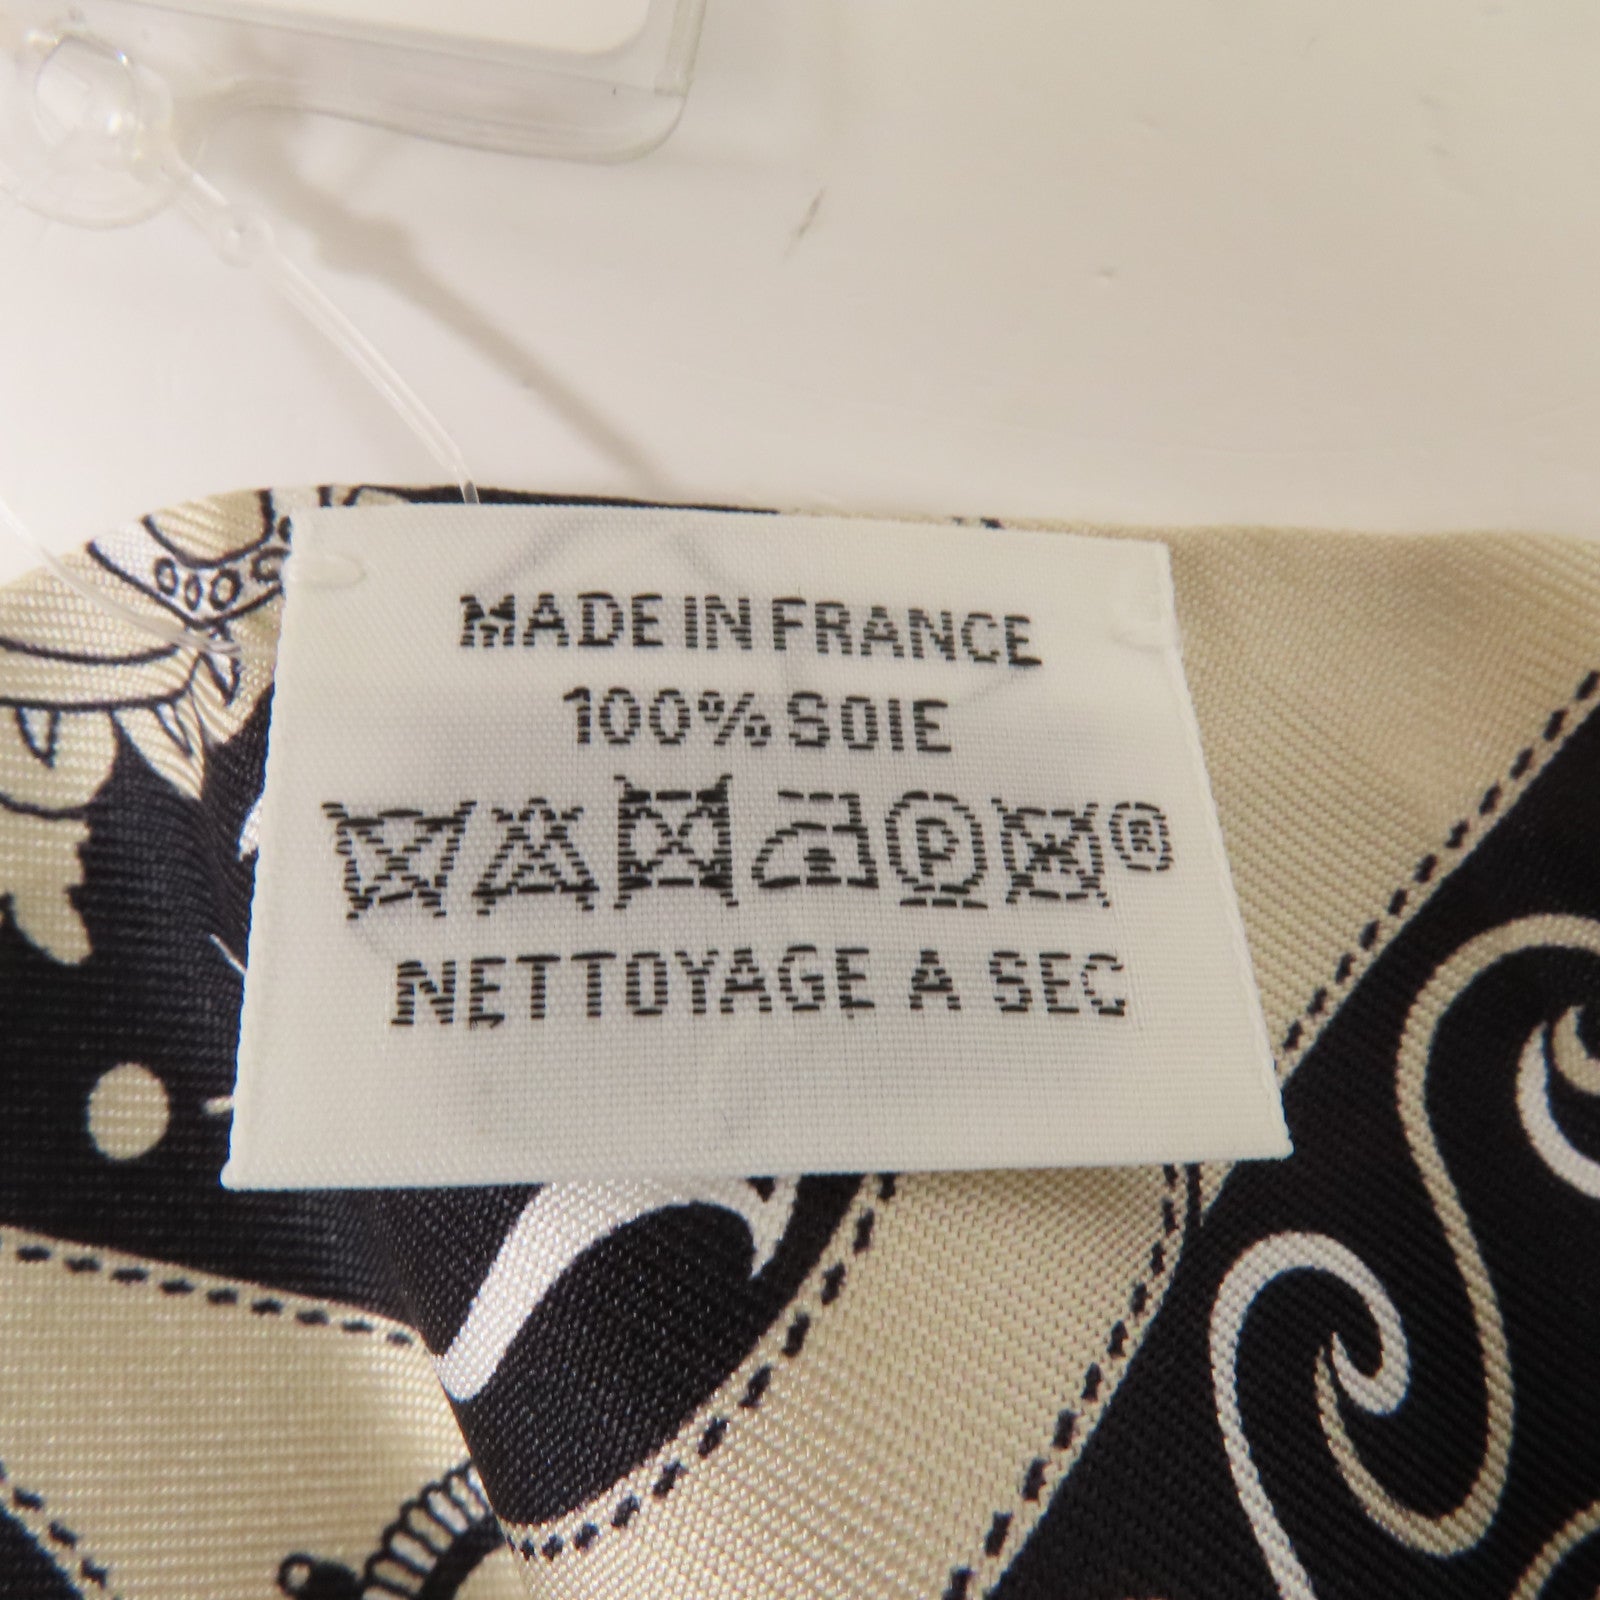 MADE IN FRANCE
100% SOIE
P ®
NETTOYAGE A SEC